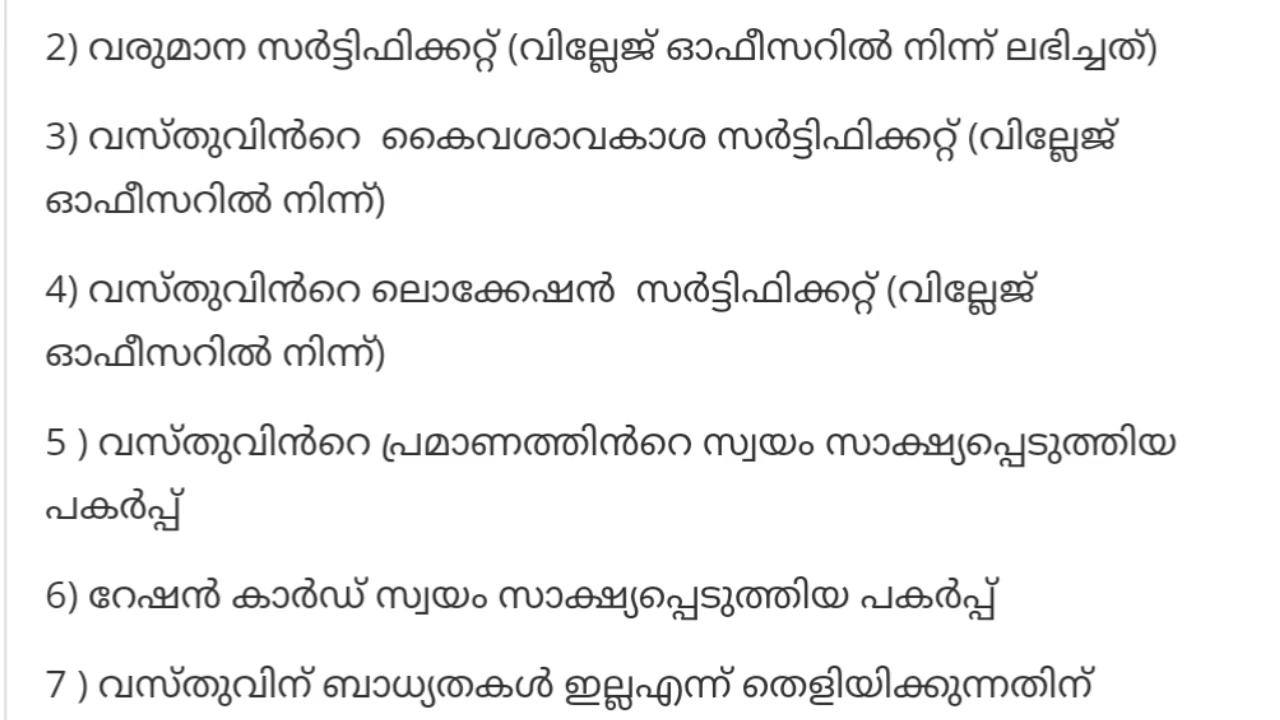 2) വരുമാന സർട്ടിഫിക്കറ്റ് (വില്ലേജ് ഓഫീസറിൽ നിന്ന് ലഭിച്ചത്)
3) വസ്തുവിൻറെ കൈവശാവകാശ സർട്ടിഫിക്കറ്റ് (വില്ലേജ്
ഓഫീസറിൽ നിന്ന്)
4) വസ്തുവിൻറെ ലൊക്കേഷൻ സർട്ടിഫിക്കറ്റ് (വില്ലേജ്
ഓഫീസറിൽ നിന്ന്)
5 ) വസ്തുവിൻറെ പ്രമാണത്തിൻറെ സ്വയം സാക്ഷ്യപ്പെടുത്തിയ
പകർപ്പ്
6) റേഷൻ കാർഡ് സ്വയം സാക്ഷ്യപ്പെടുത്തിയ പകർപ്പ്
7 ) വസ്തുവിന് ബാധ്യതകൾ ഇല്ലഎന്ന് തെളിയിക്കുന്നതിന്